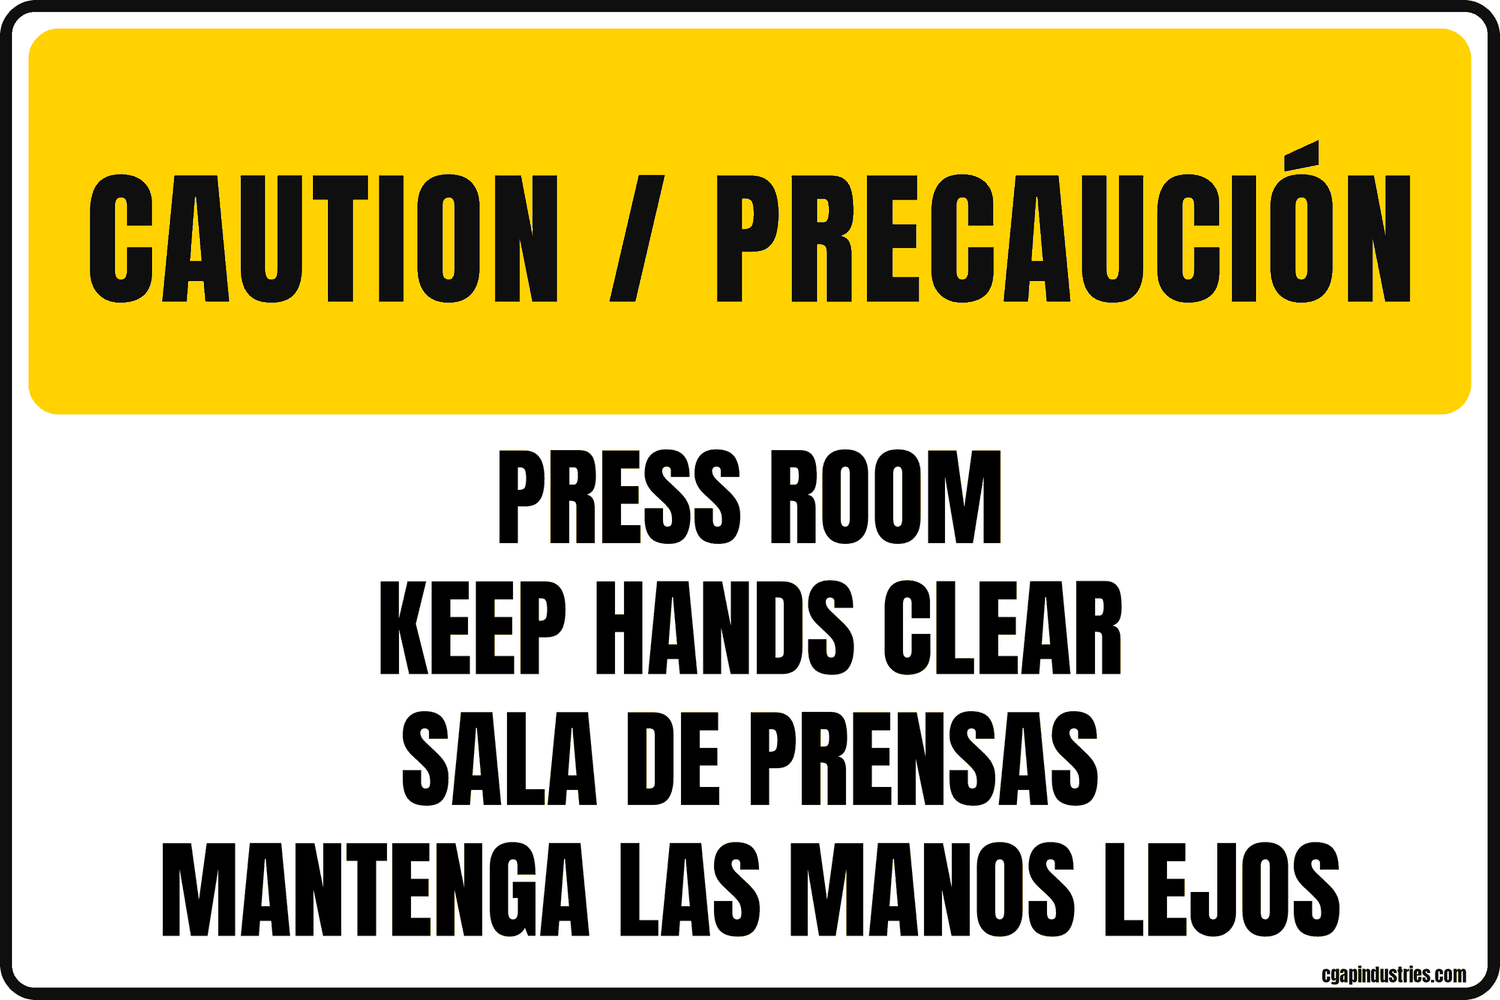 CAUTION / PRECAUCIÓN
PRESS ROOM
KEEP HANDS CLEAR
SALA DE PRENSAS
MANTENGA LAS MANOS LEJOS
cgapindustries.com